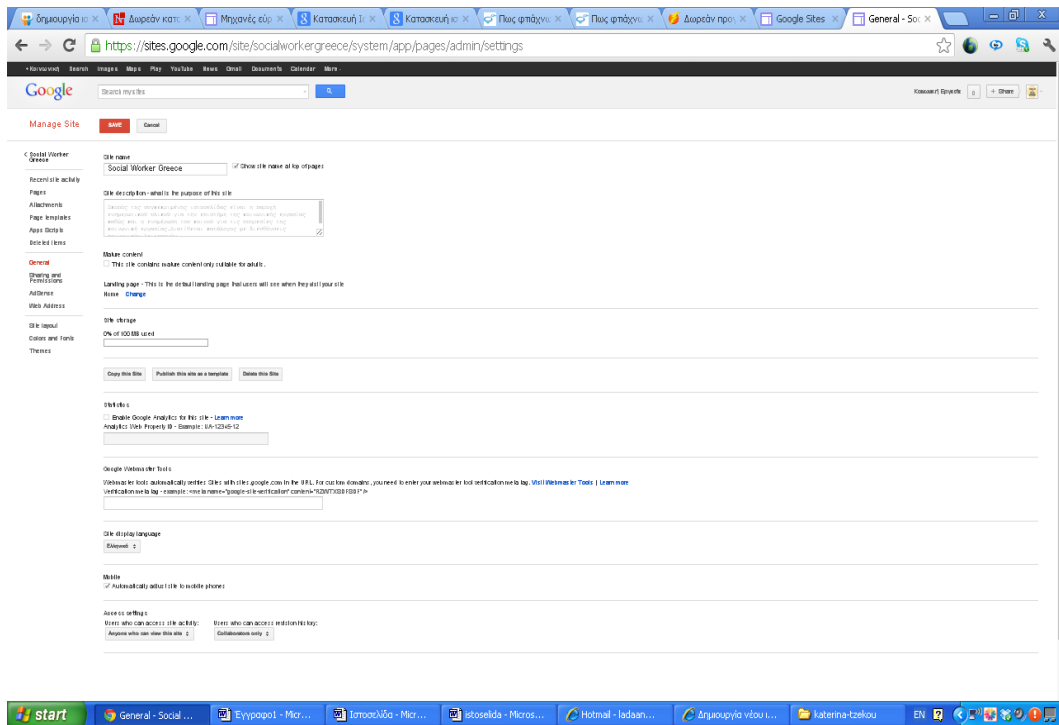 δημιουργία ισ
Δωρεάν κατα
Μηχανές εύρ
Κατασκευή Ισ
Κατασκευή ισ
Πως φτιάχνω
Πως φτιάχνω
Δωρεάν προγ
Google Sites
General - Soc
https://sites.google.com/site/socialworkergreece/system/app/pages/admin/settings
Search Images Maps Play YouTube News Gmail Documents Calendar More
Google
Search my sites
0
+ Share
Manage Site
SAVE
Cancel
Social Worker
Greece
Recent site activity
Pages
Attachments
Page templates
Apps Scripts
Deleted items
General
Sharing and
Permissions
AdSense
Web Address
Site layout
Colors and Fonts
Themes
Site name
Social Worker Greece
Show site name at top of pages
Site description - what is the purpose of this site
Mature content
This site contains mature content only suitable for adults.
Landing page - This is the default landing page that users will see when they visit your site
Home Change
Site storage
0% of 100 MB used
Copy this Site
Publish this site as a template
Delete this Site
Statistics
Enable Google Analytics for this site - Learn more
Analytics Web Property ID - Example: UA-12345-12
Google Webmaster Tools
Webmaster tools automatically verifies Sites with sites.google.com in the URL. For custom domains, you need to enter your webmaster tool verification meta tag. Visit Webmaster Tools | Learn more
Verification meta tag - example: <meta name="google-site-verification" content=
Site display language
Ελληνικά
Mobile
Automatically adjust site to mobile phones
Access settings
Users who can access site activity:
Users who can access revision history:
Anyone who can view this site
Collaborators only
start
General - Social ...
Έγγραφο1 - Micr...
Ιστοσελίδα - Micr...
istoselida - Micros...
Hotmail - ladaan...
Δημιουργία νέου ι...
katerina-tzekou
EN